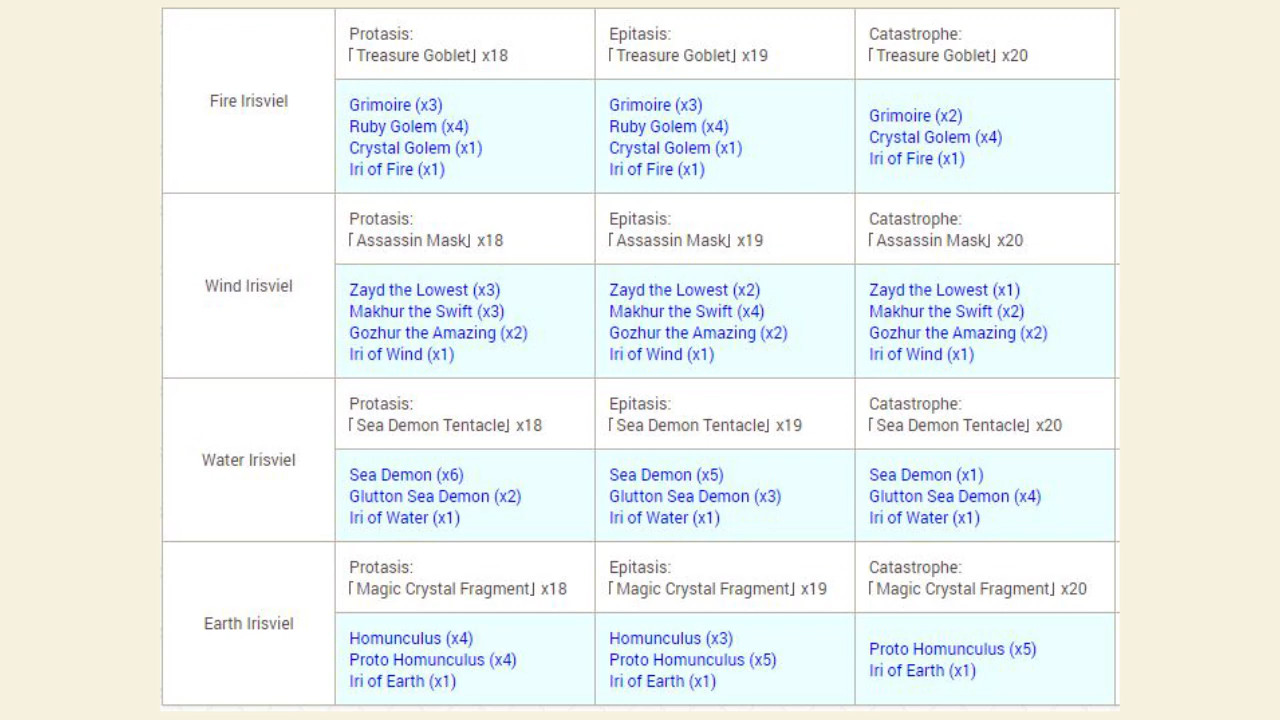 Fire Irisviel
Protasis:
「Treasure Goblet」 x18
Epitasis:
「Treasure Goblet」 x19
Catastrophe:
「Treasure Goblet」 x20
Grimoire (x3)
Ruby Golem (x4)
Crystal Golem (x1)
Iri of Fire (x1)
Grimoire (x3)
Ruby Golem (x4)
Crystal Golem (x1)
Iri of Fire (x1)
Grimoire (x2)
Crystal Golem (x4)
Iri of Fire (x1)
Wind Irisviel
Protasis:
「Assassin Mask」 x18
Epitasis:
「Assassin Mask」 x19
Catastrophe:
「Assassin Mask」 x20
Zayd the Lowest (x3)
Makhur the Swift (x3)
Gozhur the Amazing (x2)
Iri of Wind (x1)
Zayd the Lowest (x2)
Makhur the Swift (x4)
Gozhur the Amazing (x2)
Iri of Wind (x1)
Zayd the Lowest (x1)
Makhur the Swift (x2)
Gozhur the Amazing (x2)
Iri of Wind (x1)
Water Irisviel
Protasis:
「Sea Demon Tentacle」 x18
Epitasis:
「Sea Demon Tentacle」 x19
Catastrophe:
「Sea Demon Tentacle」 x20
Sea Demon (x6)
Glutton Sea Demon (x2)
Iri of Water (x1)
Sea Demon (x5)
Glutton Sea Demon (x3)
Iri of Water (x1)
Sea Demon (x1)
Glutton Sea Demon (x4)
Iri of Water (x1)
Earth Irisviel
Protasis:
「Magic Crystal Fragment」 x18
Epitasis:
「Magic Crystal Fragment」 x19
Catastrophe:
「Magic Crystal Fragment」 x20
Homunculus (x4)
Proto Homunculus (x4)
Iri of Earth (x1)
Homunculus (x3)
Proto Homunculus (x5)
Iri of Earth (x1)
Proto Homunculus (x5)
Iri of Earth (x1)